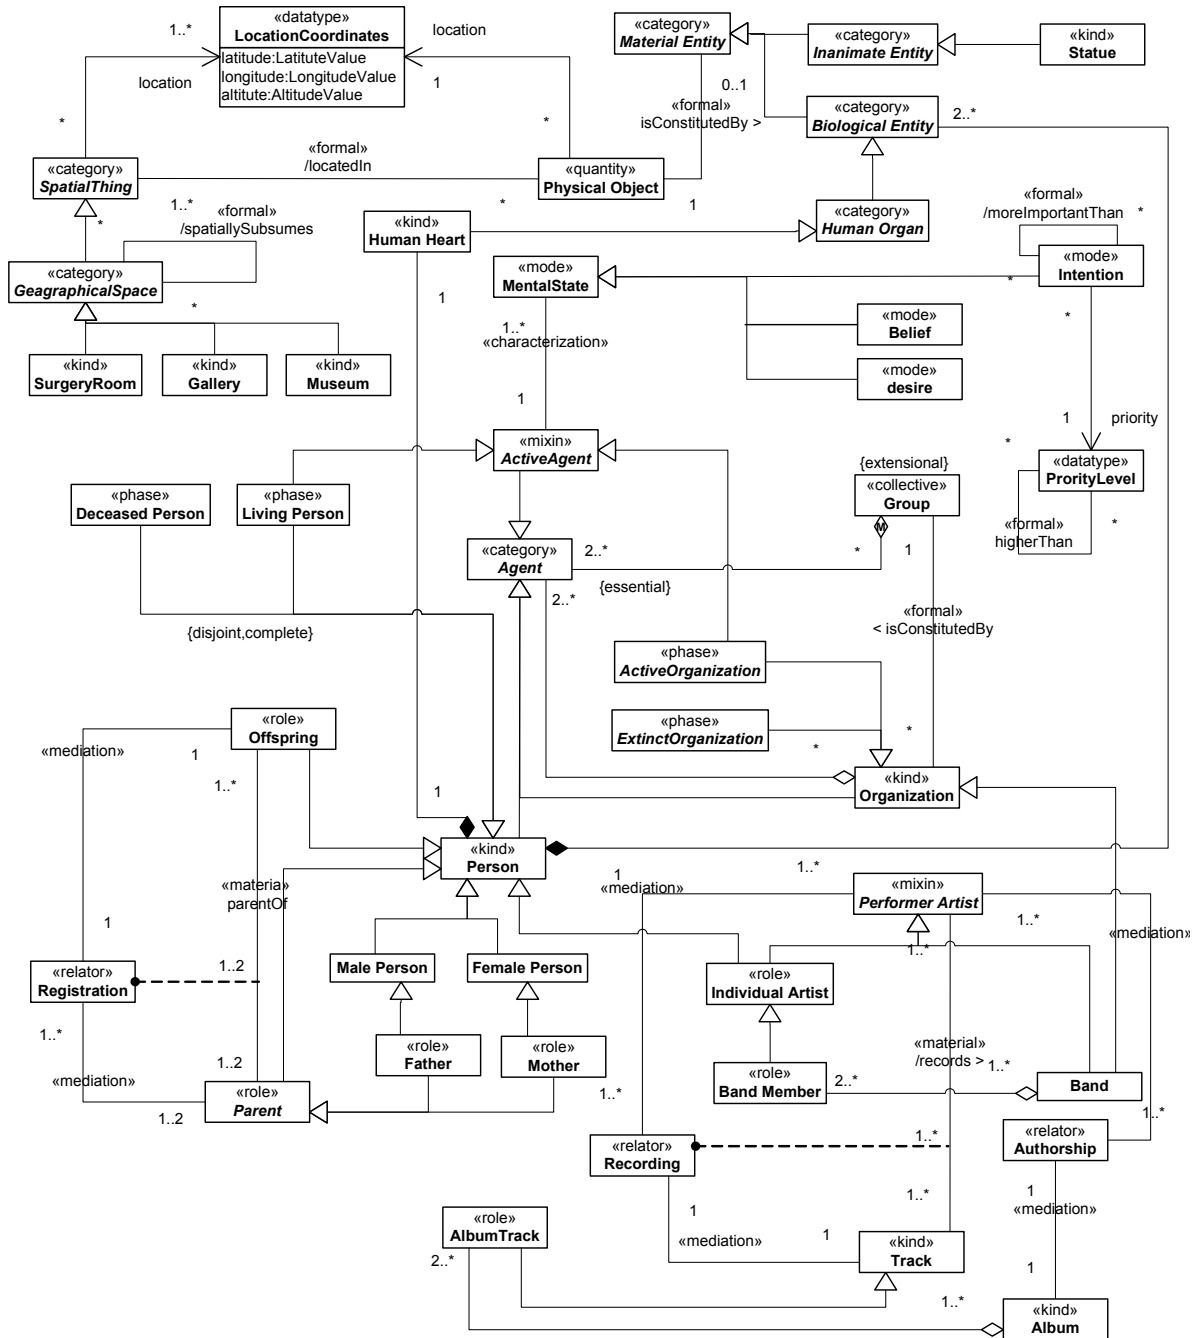 «datatype»
LocationCoordinates
latitude:LatituteValue
longitude:LongitudeValue
altitute:AltitudeValue
1..*
location
*
location
1
*
«category»
Material Entity
«category»
Inanimate Entity
«kind»
Statue
0..1
«formal»
isConstitutedBy >
1
«category»
Biological Entity
2..*
«category»
SpatialThing
«formal»
/locatedIn
1..*
*
«quantity»
Physical Object
«formal»
/spatiallySubsumes
*
*
«category»
GeagraphicalSpace
«kind»
SurgeryRoom
«kind»
Gallery
«kind»
Museum
«kind»
Human Heart
1
«category»
Human Organ
«formal»
/moreImportantThan
*
*
«mode»
MentalState
«mode»
Intention
*
1..*
«characterization»
1
«mode»
Belief
«mode»
desire
1
priority
«mixin»
ActiveAgent
*
«datatype»
ProrityLevel
*
«formal»
higherThan
«phase»
Deceased Person
«phase»
Living Person
{extensional}
«collective»
Group
M
1
«category»
Agent
2..*
*
{essential}
2..*
«formal»
< isConstitutedBy
{disjoint,complete}
«phase»
ActiveOrganization
«phase»
ExtinctOrganization
*
*
«kind»
Organization
«role»
Offspring
«mediation»
1
1..*
1
«kind»
Person
«materia
parentOf
1
1..2
«relator»
Registration
1..*
1..2
«mediation»
1..2
«role»
Parent
Male Person
Female Person
«role»
Father
«role»
Mother
1..*
1
«mediation»
1..*
«mixin»
Performer Artist
1..*
«mediation»
1..*
«role»
Individual Artist
«material»
/records >
1..*
«role»
Band Member
2..*
Band
1..*
«relator»
Recording
1..*
«relator»
Authorship
1..*
1
«mediation»
1
1
«mediation»
1
«role»
AlbumTrack
2..*
«kind»
Track
1..*
«kind»
Album